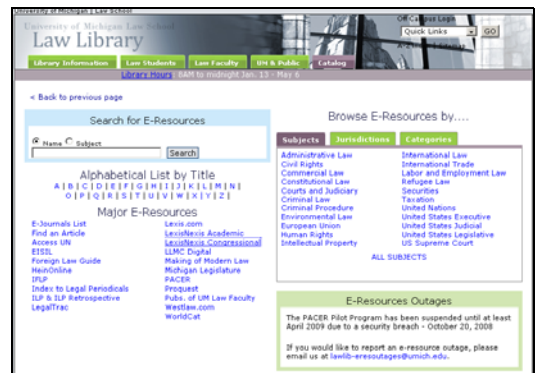 University of Michigan | Law School
University of Michigan Law School
Law Library
Off Campus Login
Quick Links
GO
A-Z Index | Sitemap
Library Information
Law Students
Law Faculty
UM & Public
Catalog
Library Hours: 8AM to midnight Jan. 13 - May 6
< Back to previous page
Search for E-Resources
Name
Subject
Search
Alphabetical List by Title
A | B | C | D | E | F | G | H | I | J | K | L | M | N |
O | P | Q | R | S | T | U | V | W | X | Y | Z |
Major E-Resources
E-Journals List
Find an Article
Access UN
EISIL
Foreign Law Guide
HeinOnline
IFLP
Index to Legal Periodicals
ILP & ILP Retrospective
LegalTrac
Lexis.com
LexisNexis Academic
LexisNexis Congressional
LLMC Digital
Making of Modern Law
Michigan Legislature
PACER
Proquest
Pubs. of UM Law Faculty
Westlaw.com
WorldCat
Browse E-Resources by....
Subjects
Jurisdictions
Categories
Administrative Law
Civil Rights
Commercial Law
Constitutional Law
Courts and Judiciary
Criminal Law
Criminal Procedure
Environmental Law
European Union
Human Rights
Intellectual Property
International Law
International Trade
Labor and Employment Law
Refugee Law
Securities
Taxation
United Nations
United States Executive
United States Judicial
United States Legislative
US Supreme Court
ALL SUBJECTS
E-Resources Outages
The PACER Pilot Program has been suspended until at least
April 2009 due to a security breach - October 20, 2008
If you would like to report an e-resource outage, please
email us at lawlib-eresoutages@umich.edu.